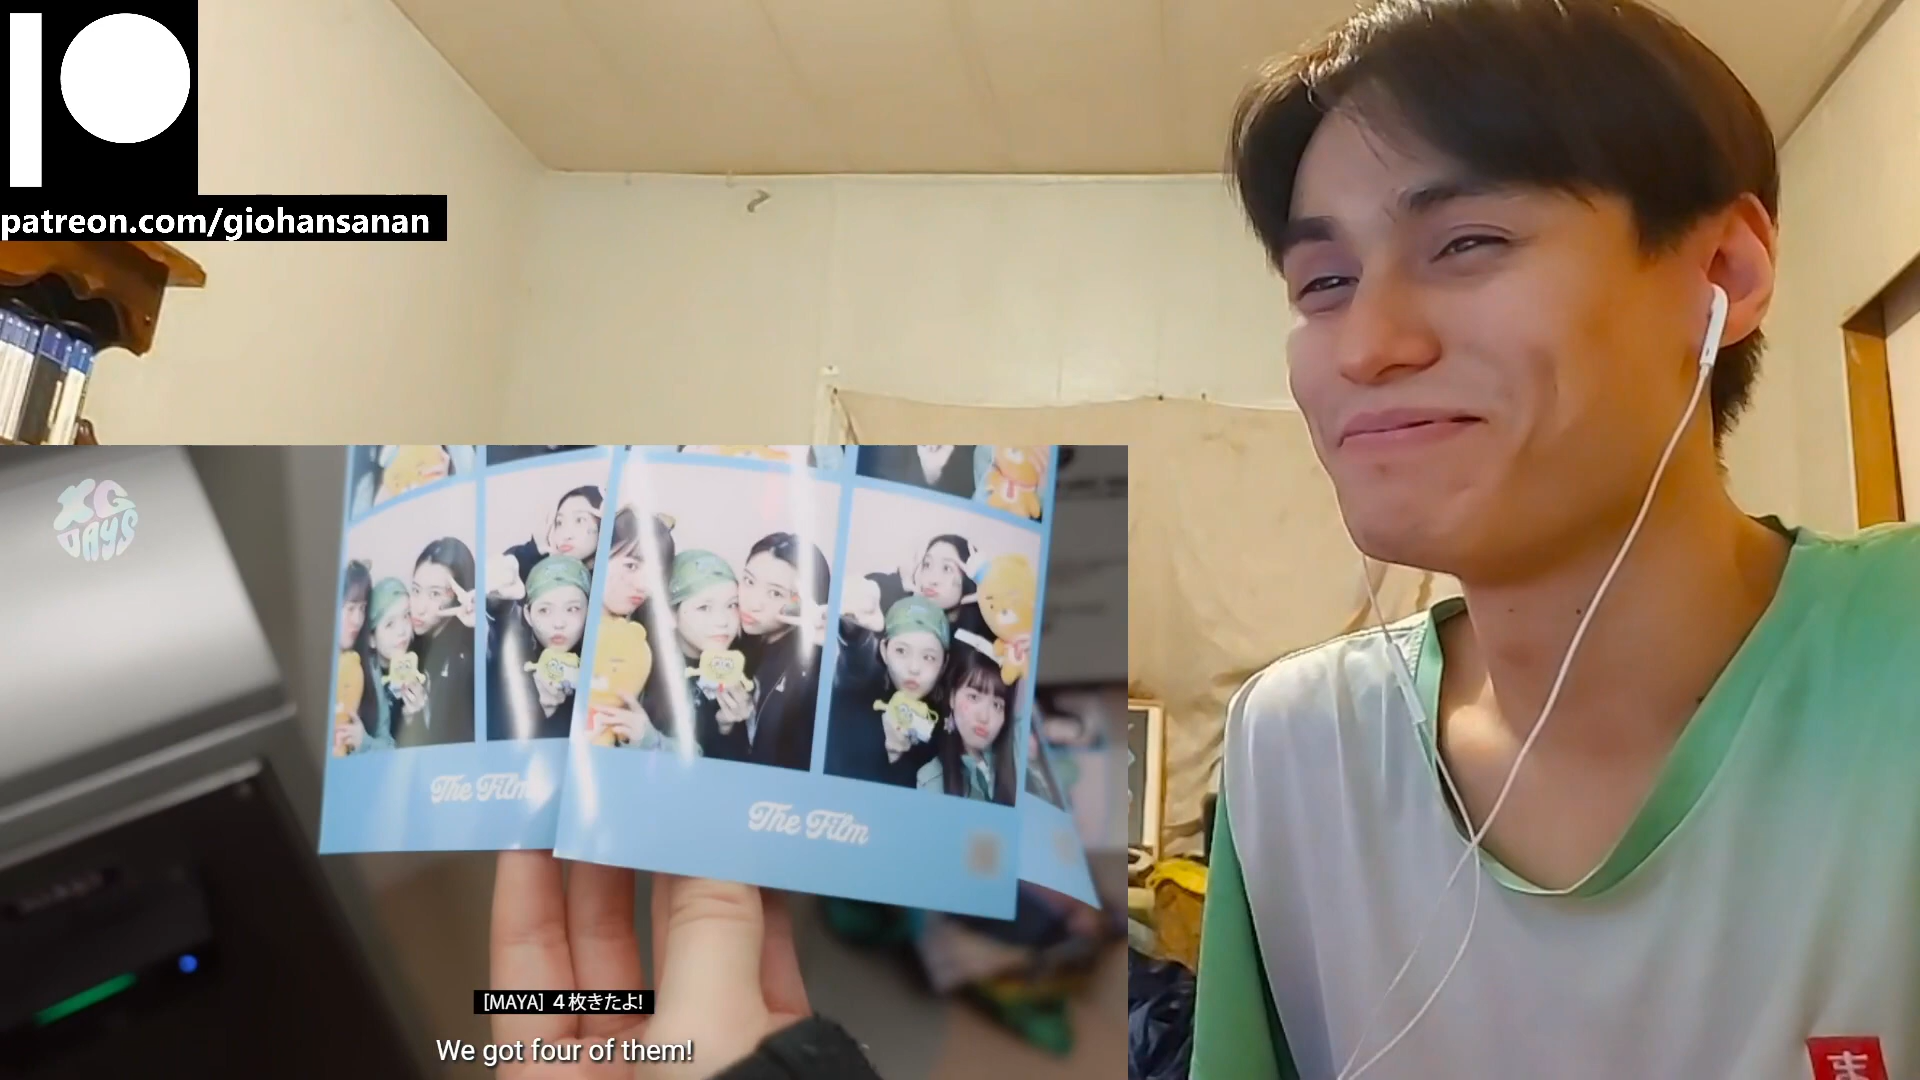 patreon.com/giohansanan
XG
DAYS
The Film
The Film
[MAYA] 4枚きたよ!
We got four of them!
ま